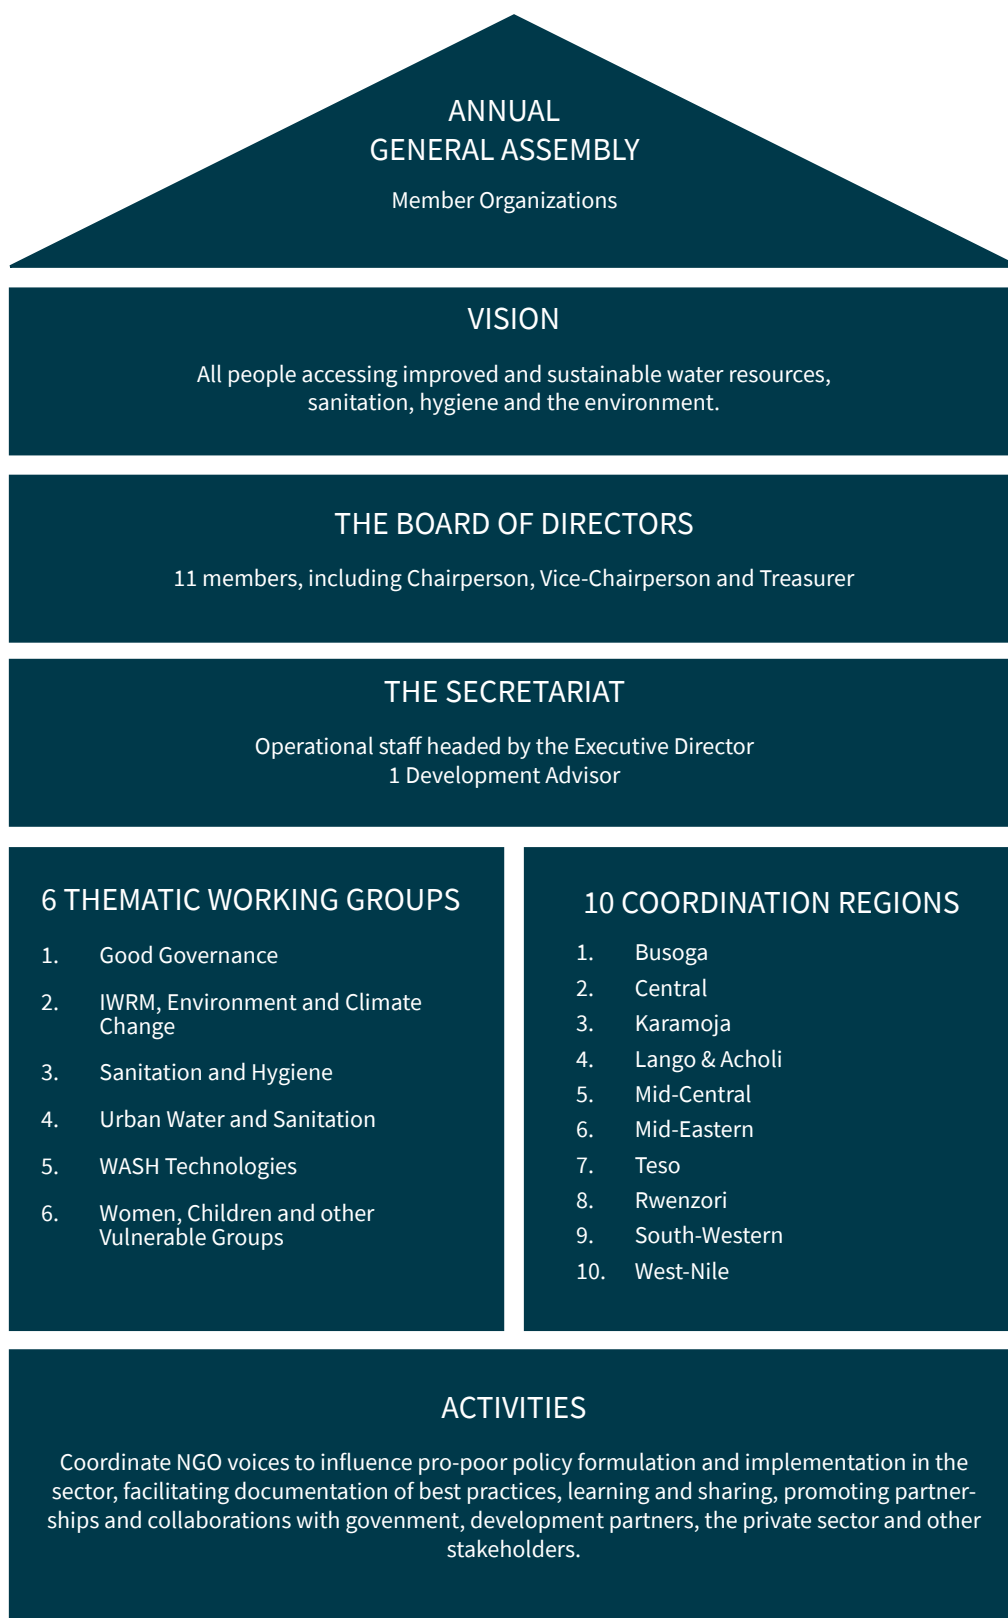 ANNUAL
GENERAL ASSEMBLY
Member Organizations
VISION
All people accessing improved and sustainable water resources,
sanitation, hygiene and the environment.
THE BOARD OF DIRECTORS
11 members, including Chairperson, Vice-Chairperson and Treasurer
THE SECRETARIAT
Operational staff headed by the Executive Director
1 Development Advisor
6 THEMATIC WORKING GROUPS
1. Good Governance
2. IWRM, Environment and Climate
Change
3. Sanitation and Hygiene
4. Urban Water and Sanitation
5. WASH Technologies
6. Women, Children and other
Vulnerable Groups
10 COORDINATION REGIONS
1. Busoga
2. Central
3. Karamoja
4. Lango & Acholi
5. Mid-Central
6. Mid-Eastern
7. Teso
8. Rwenzori
9. South-Western
10. West-Nile
ACTIVITIES
Coordinate NGO voices to influence pro-poor policy formulation and implementation in the
sector, facilitating documentation of best practices, learning and sharing, promoting partner-
ships and collaborations with govenment, development partners, the private sector and other
stakeholders.